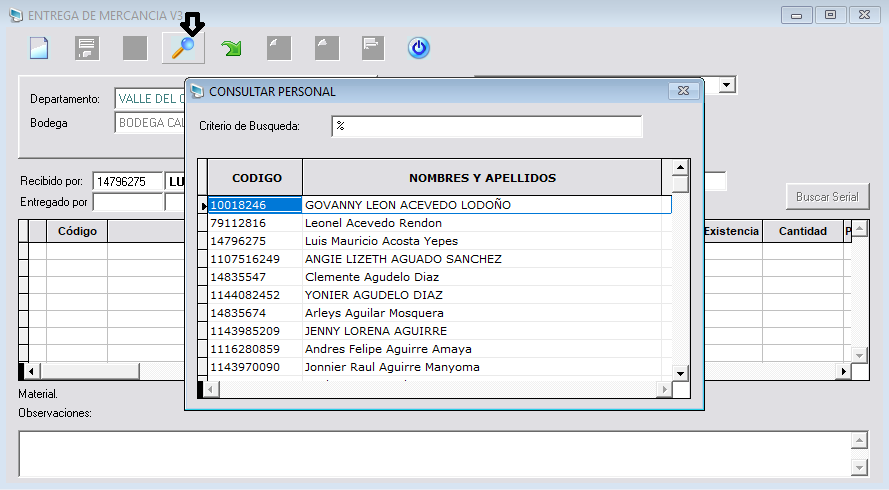 ENTREGA DE MERCANCIA V3
CONSULTAR PERSONAL
Departamento: VALLE DEL
Bodega BODEGA CAL
Criterio de Busqueda: %
Recibido por: 14796275 LU
Entregado por
Buscar Serial
CODIGO NOMBRES Y APELLIDOS
10018246 GOVANNY LEON ACEVEDO LODOÑO
79112816 Leonel Acevedo Rendon
14796275 Luis Mauricio Acosta Yepes
1107516249 ANGIE LIZETH AGUADO SANCHEZ
14835547 Clemente Agudelo Diaz
1144082452 YONIER AGUDELO DIAZ
14835674 Arleys Aguilar Mosquera
1143985209 JENNY LORENA AGUIRRE
1116280859 Andres Felipe Aguirre Amaya
1143970090 Jonnier Raul Aguirre Manyoma
Código Existencia Cantidad P
Material.
Observaciones: